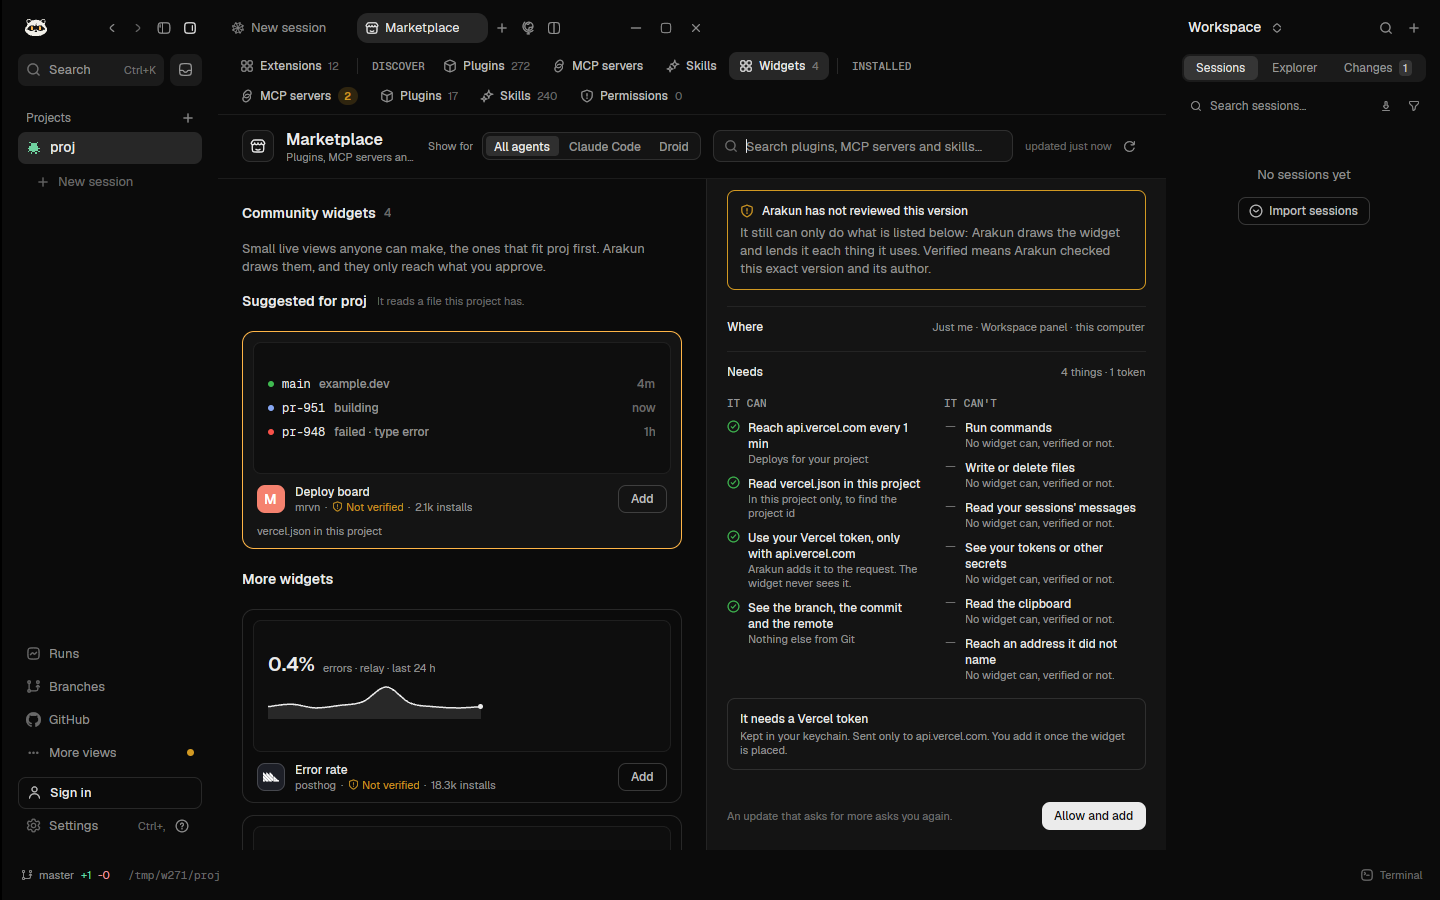 New session
Marketplace
Search
Ctrl+K
Projects
proj
New session
Runs
Branches
GitHub
More views
Sign in
Settings
Ctrl+,
Extensions 12
DISCOVER
Plugins 272
MCP servers
Skills
Widgets 4
INSTALLED
MCP servers 2
Plugins 17
Skills 240
Permissions 0
Marketplace
Plugins, MCP servers an...
Show for
All agents
Claude Code
Droid
Search plugins, MCP servers and skills...
updated just now
Community widgets 4
Small live views anyone can make, the ones that fit proj first. Arakun
draws them, and they only reach what you approve.
Suggested for proj It reads a file this project has.
main example.dev 4m
pr-951 building now
pr-948 failed · type error 1h
M
Deploy board
mrvn · Not verified · 2.1k installs
Add
vercel.json in this project
More widgets
0.4% errors · relay · last 24 h
Error rate
posthog · Not verified · 18.3k installs
Add
Arakun has not reviewed this version
It still can only do what is listed below: Arakun draws the widget
and lends it each thing it uses. Verified means Arakun checked
this exact version and its author.
Where
Just me · Workspace panel · this computer
Needs
4 things · 1 token
IT CAN
Reach api.vercel.com every 1
min
Deploys for your project
Read vercel.json in this project
In this project only, to find the
project id
Use your Vercel token, only
with api.vercel.com
Arakun adds it to the request. The
widget never sees it.
See the branch, the commit
and the remote
Nothing else from Git
IT CAN'T
Run commands
No widget can, verified or not.
Write or delete files
No widget can, verified or not.
Read your sessions' messages
No widget can, verified or not.
See your tokens or other
secrets
No widget can, verified or not.
Read the clipboard
No widget can, verified or not.
Reach an address it did not
name
No widget can, verified or not.
It needs a Vercel token
Kept in your keychain. Sent only to api.vercel.com. You add it once the widget
is placed.
An update that asks for more asks you again.
Allow and add
Workspace
Sessions
Explorer
Changes 1
Search sessions...
No sessions yet
Import sessions
master +1 -0 /tmp/w271/proj
Terminal